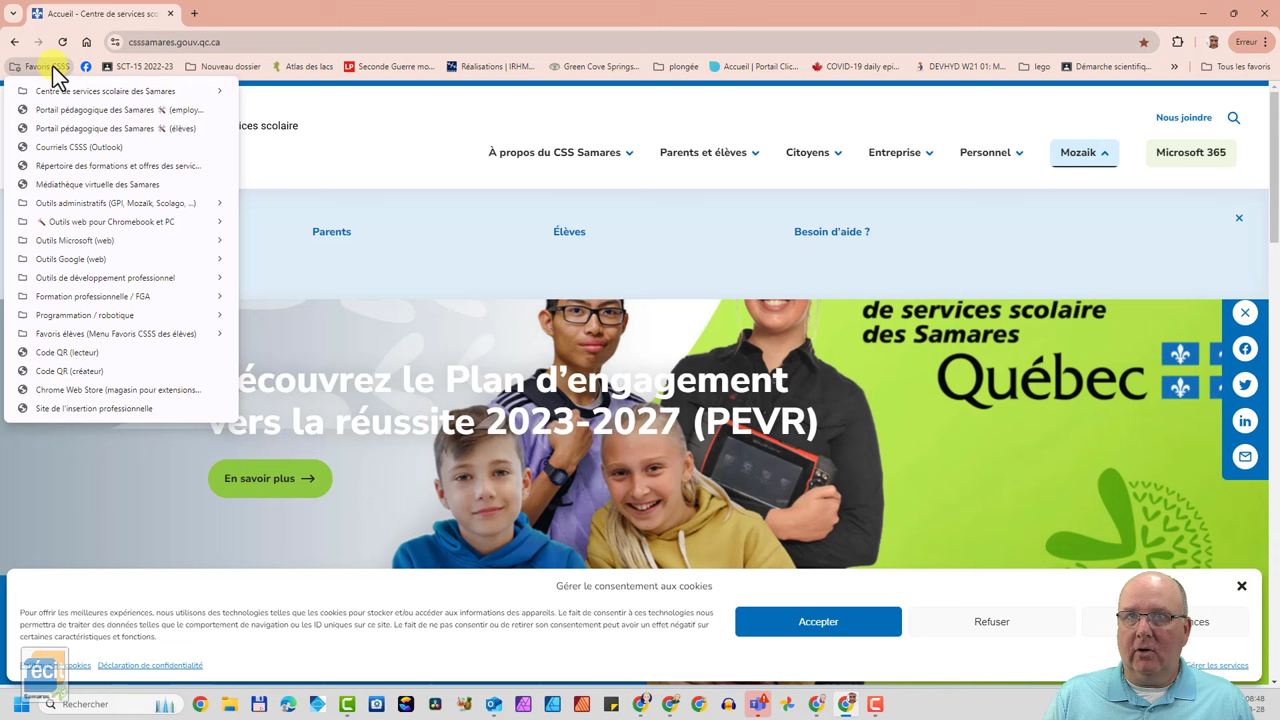 Accueil - Centre de services sco
csssamares.gouv.qc.ca
Erreur
Favoris CSSS
SCT-15 2022-23
Nouveau dossier
Atlas des lacs
Seconde Guerre mo...
Réalisations | IRHM...
Green Cove Springs...
plongée
Accueil | Portail Clic...
COVID-19 daily epi...
DEVHYD W21 01: M...
lego
Démarche scientifiq...
Tous les favoris
Centre de services scolaire des Samares
Portail pédagogique des Samares (employ...
Portail pédagogique des Samares (élèves)
Courriels CSSS (Outlook)
Répertoire des formations et offres des servic...
Médiathèque virtuelle des Samares
Outils administratifs (GPI, Mozaïk, Scolago, ...)
Outils web pour Chromebook et PC
Outils Microsoft (web)
Outils Google (web)
Outils de développement professionnel
Formation professionnelle / FGA
Programmation / robotique
Favoris élèves (Menu Favoris CSSS des élèves)
Code QR (lecteur)
Code QR (créateur)
Chrome Web Store (magasin pour extensions...
Site de l'insertion professionnelle
ices scolaire
Nous joindre
À propos du CSS Samares
Parents et élèves
Citoyens
Entreprise
Personnel
Mozaik
Microsoft 365
Parents
Élèves
Besoin d'aide ?
de services scolaire
des Samares
Québec
écouvrez le Plan d'engagement
vers la réussite 2023-2027 (PEVR)
En savoir plus
Gérer le consentement aux cookies
Pour offrir les meilleures expériences, nous utilisons des technologies telles que les cookies pour stocker et/ou accéder aux informations des appareils. Le fait de consentir à ces technologies nous
permettra de traiter des données telles que le comportement de navigation ou les ID uniques sur ce site. Le fait de ne pas consentir ou de retirer son consentement peut avoir un effet négatif sur
certaines caractéristiques et fonctions.
Accepter
Refuser
nces
cookies
Déclaration de confidentialité
Gérer les services
récit
Samares
Rechercher
08:48